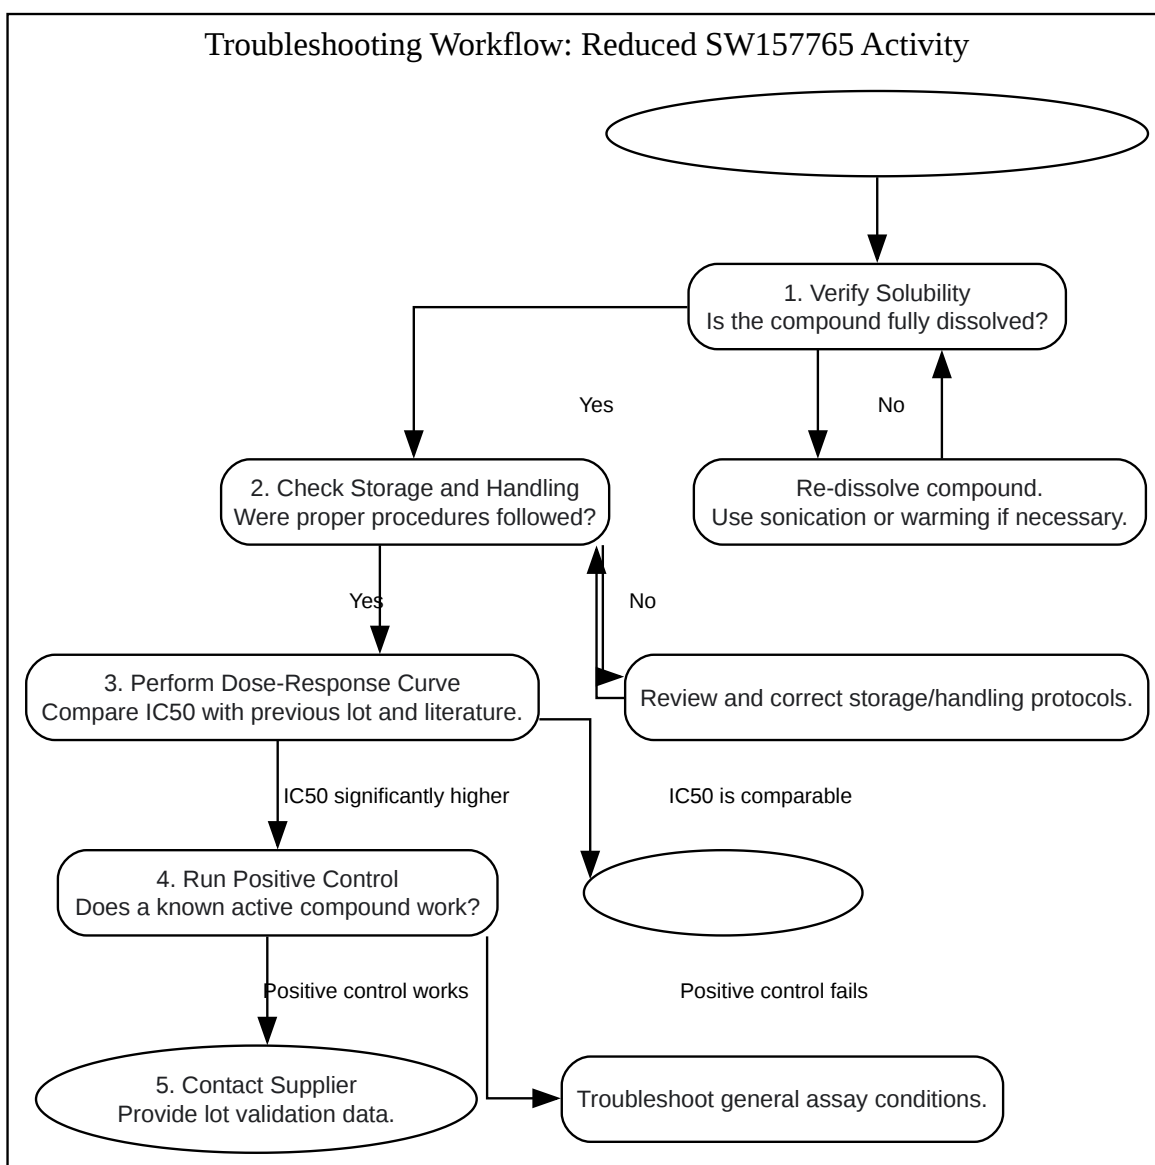 Troubleshooting Workflow: Reduced SW157765 Activity
1. Verify Solubility
Is the compound fully dissolved?
Yes
No
2. Check Storage and Handling
Were proper procedures followed?
Re-dissolve compound.
Use sonication or warming if necessary.
Yes
No
3. Perform Dose-Response Curve
Compare IC50 with previous lot and literature.
Review and correct storage/handling protocols.
IC50 significantly higher
IC50 is comparable
4. Run Positive Control
Does a known active compound work?
Positive control works
Positive control fails
5. Contact Supplier
Provide lot validation data.
Troubleshoot general assay conditions.